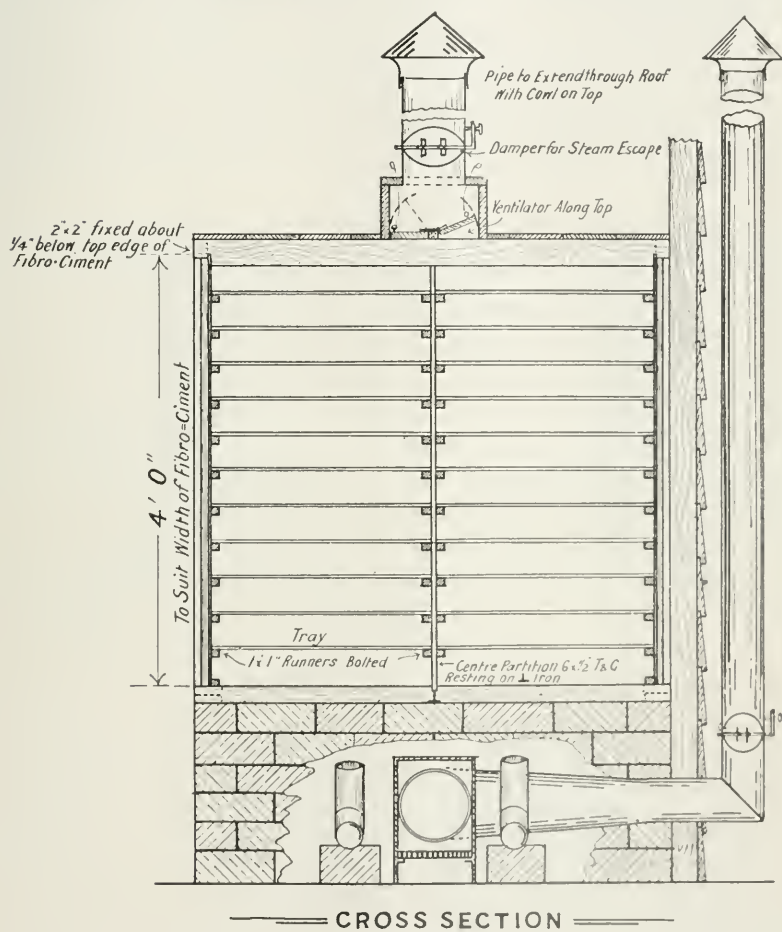 Pipe to Extend through Roof
With Cowl on Top
Damper for Steam Escape
Ventilator Along Top
2"x2" fixed about
1/4" below top edge of
Fibro-Ciment
4' 0"
To Suit Width of Fibro=Ciment
Tray
1"x1" Runners Bolted
Centre Partition 6x1/2 T&G
Resting on ⊥ Iron
CROSS SECTION